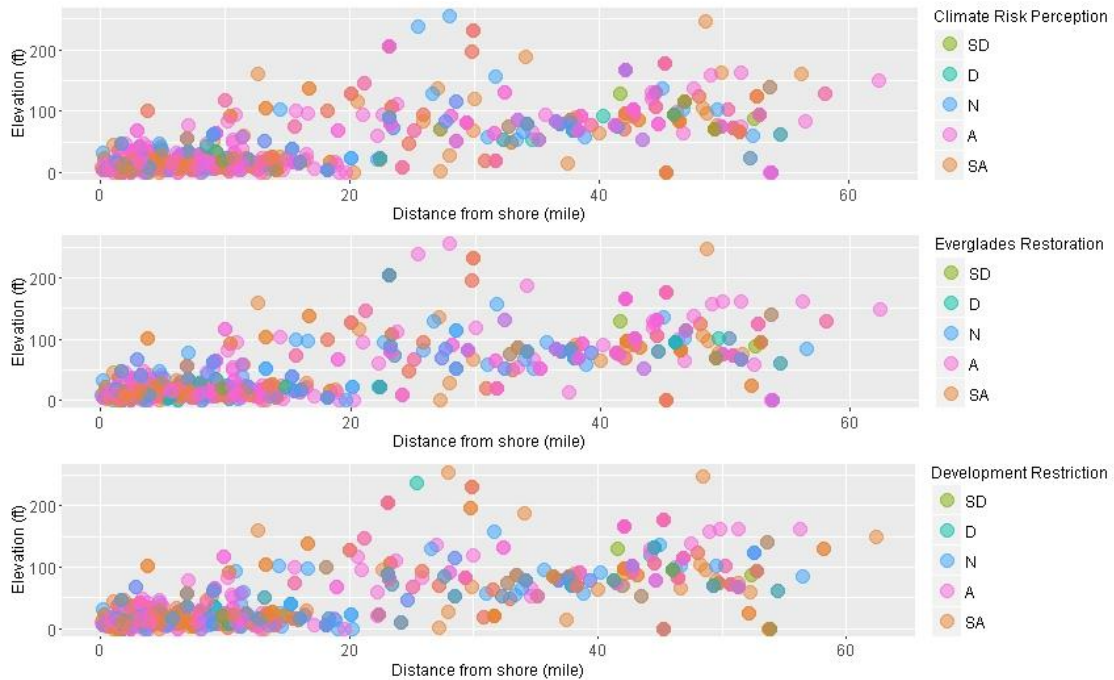 Climate Risk Perception
SD
D
N
A
SA
Elevation (ft)
200
100
0
0 20 40 60
Distance from shore (mile)
Everglades Restoration
SD
D
N
A
SA
Elevation (ft)
200
100
0
0 20 40 60
Distance from shore (mile)
Development Restriction
SD
D
N
A
SA
Elevation (ft)
200
100
0
0 20 40 60
Distance from shore (mile)